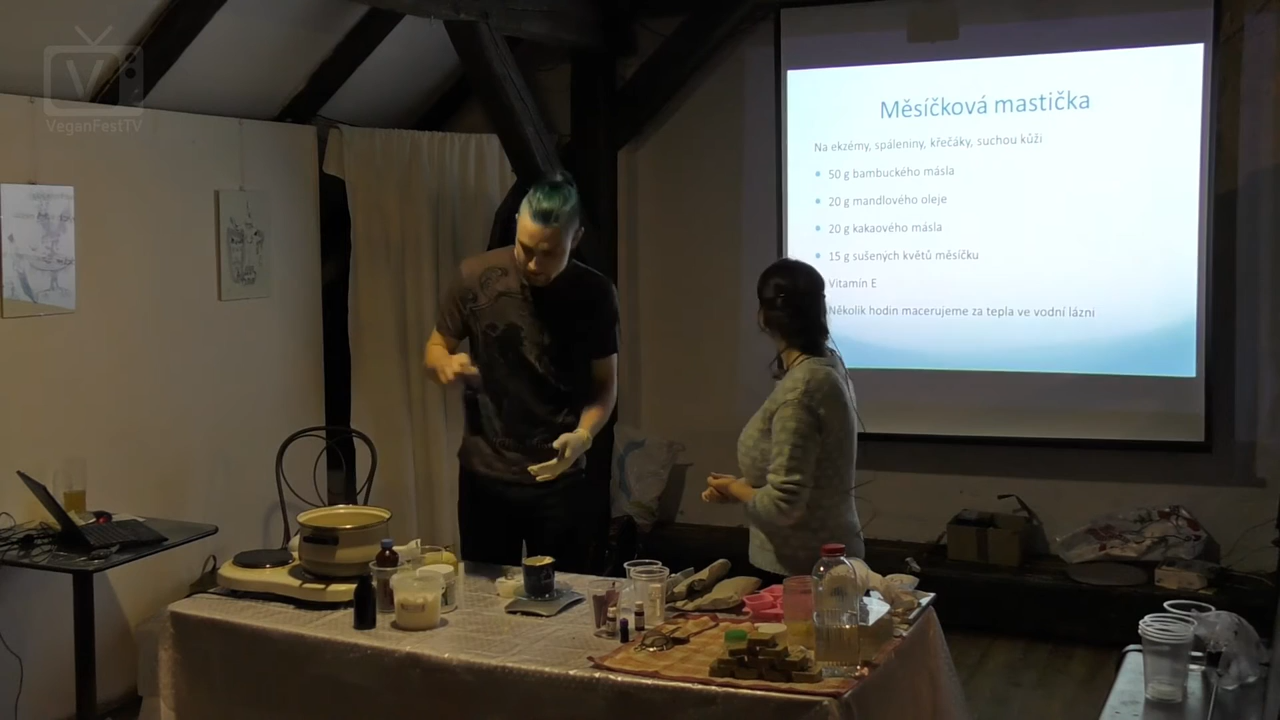 V
VeganFestTV
Měsíčková mastička
Na ekzémy, spáleniny, křečáky, suchou kůži
50 g bambuckého másla
20 g mandlového oleje
20 g kakaového másla
15 g sušených květů měsíčku
Vitamín E
Několik hodin macerujeme za tepla ve vodní lázni